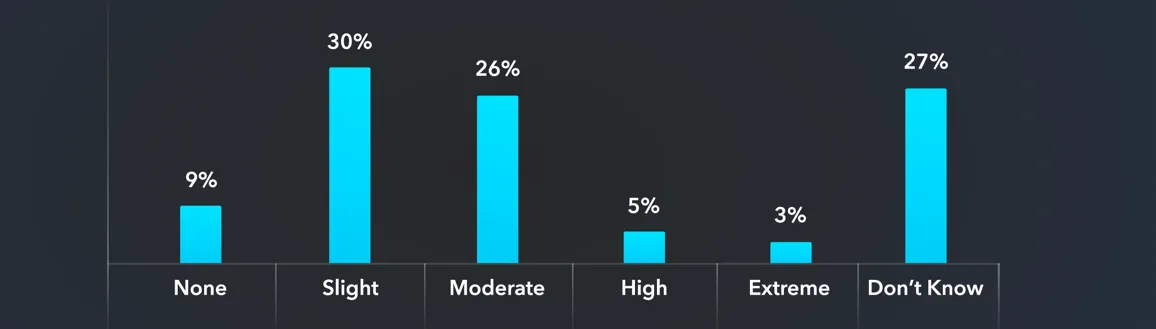 30%
26%
27%
9%
5%
3%
None
Slight
Moderate
High
Extreme
Don’t Know